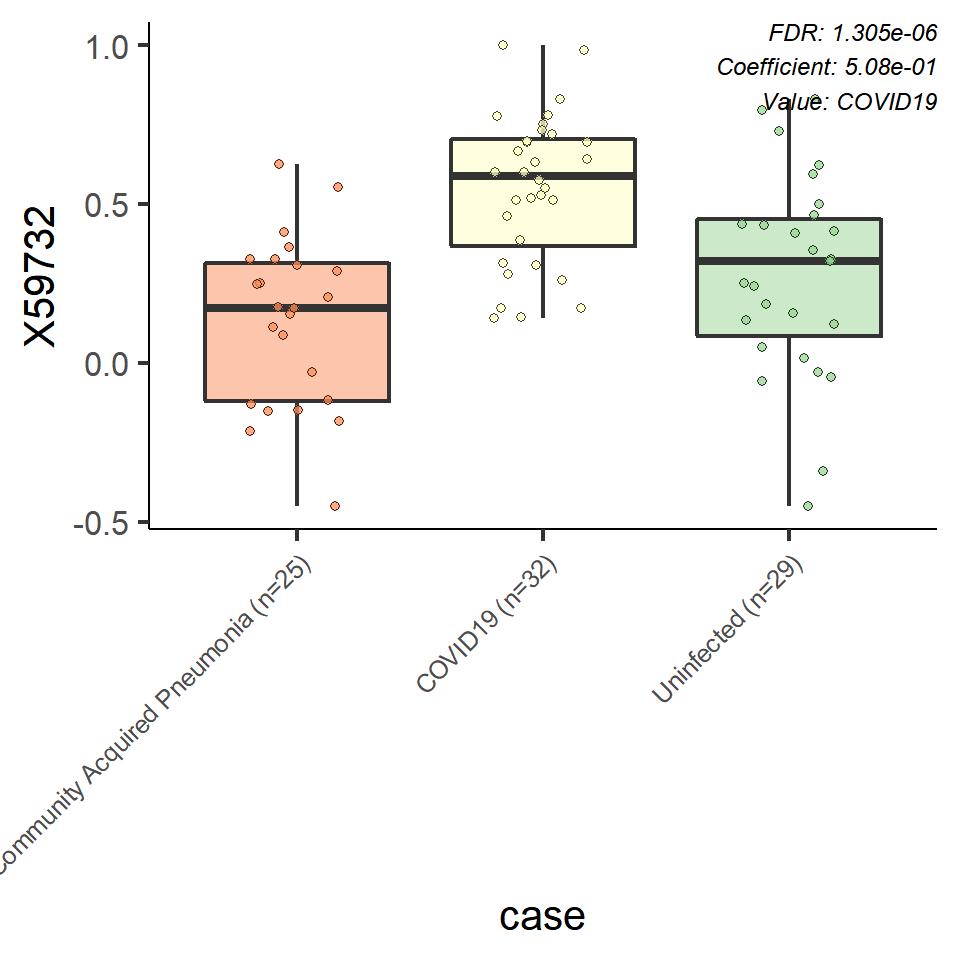 FDR: 1.305e-06
Coefficient: 5.08e-01
Value: COVID19
1.0
0.5
0.0
-0.5
X59732
Community Acquired Pneumonia (n=25)
COVID19 (n=32)
Uninfected (n=29)
case